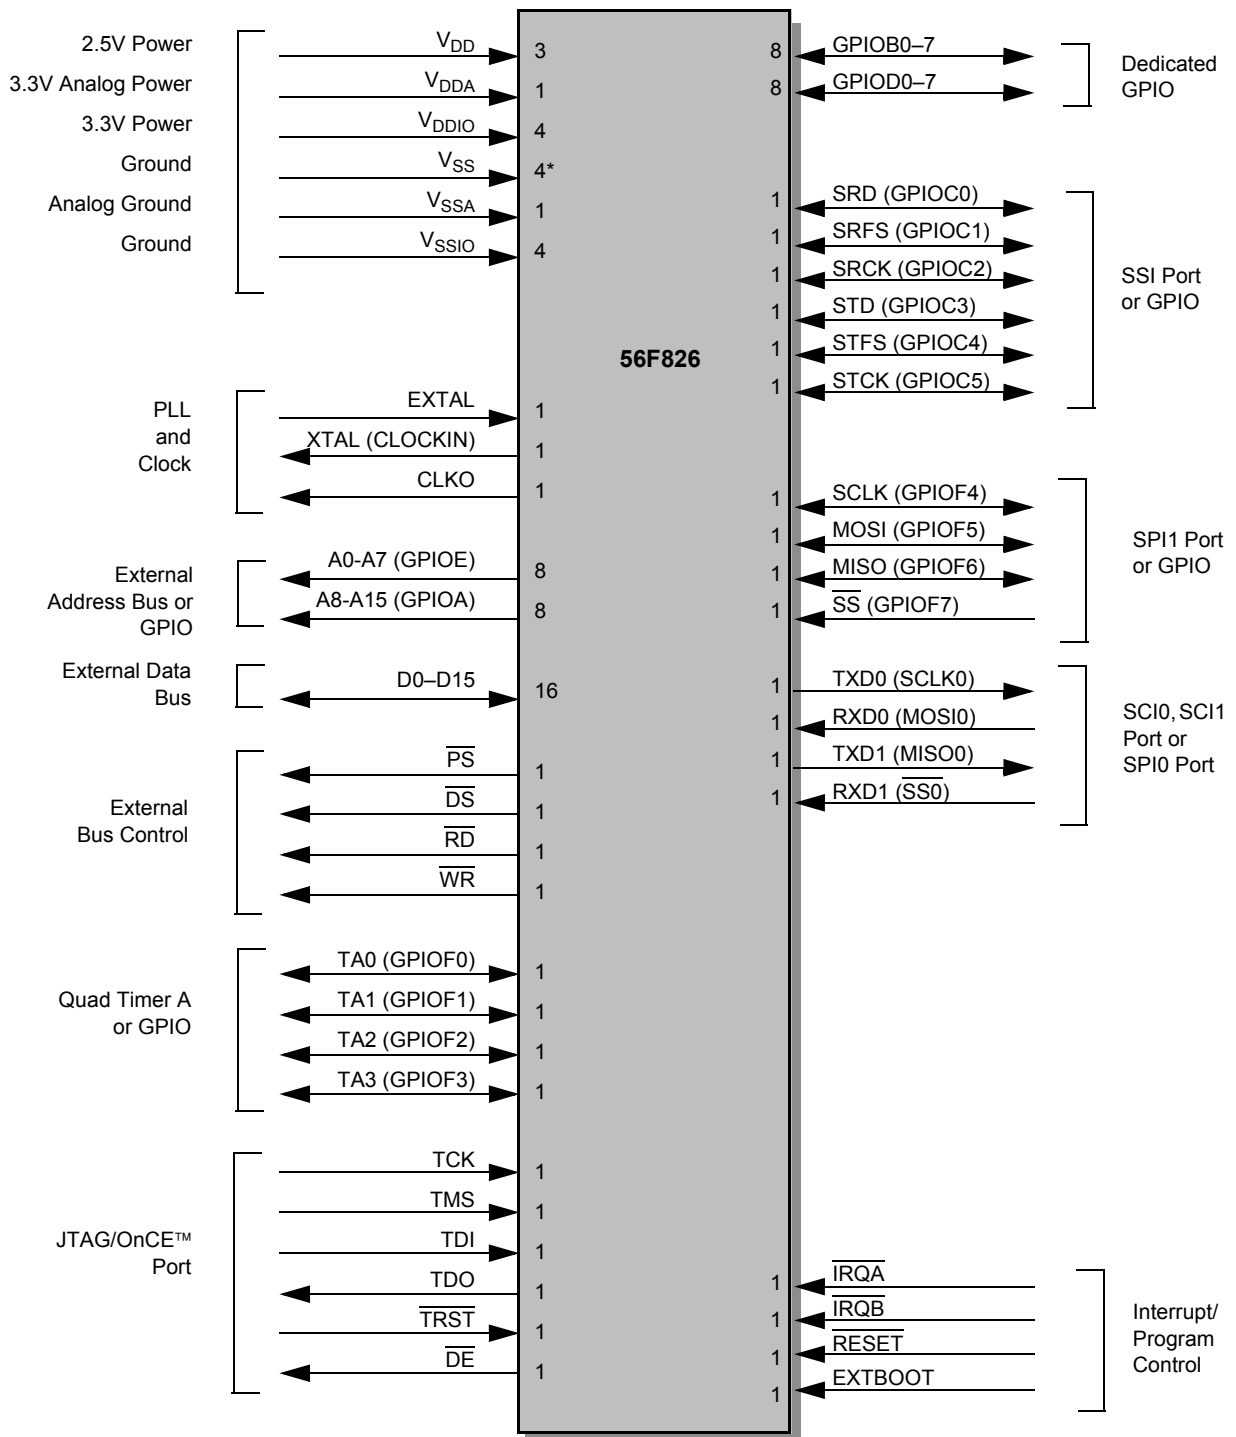 2.5V Power
VDD
3
3.3V Analog Power
VDDA
1
3.3V Power
VDDIO
4
Ground
VSS
4*
Analog Ground
VSSA
1
Ground
VSSIO
4
56F826
PLL
and
Clock
EXTAL
1
XTAL (CLOCKIN)
1
CLKO
1
External
Address Bus or
GPIO
A0-A7 (GPIOE)
8
A8-A15 (GPIOA)
8
External Data
Bus
D0–D15
16
External
Bus Control
PS
1
DS
1
RD
1
WR
1
Quad Timer A
or GPIO
TA0 (GPIOF0)
1
TA1 (GPIOF1)
1
TA2 (GPIOF2)
1
TA3 (GPIOF3)
1
JTAG/OnCE™
Port
TCK
1
TMS
1
TDI
1
TDO
1
TRST
1
DE
1
8
GPIOB0–7
8
GPIOD0–7
Dedicated
GPIO
1
SRD (GPIOC0)
1
SRFS (GPIOC1)
1
SRCK (GPIOC2)
1
STD (GPIOC3)
1
STFS (GPIOC4)
1
STCK (GPIOC5)
SSI Port
or GPIO
1
SCLK (GPIOF4)
1
MOSI (GPIOF5)
1
MISO (GPIOF6)
1
SS (GPIOF7)
SPI1 Port
or GPIO
1
TXD0 (SCLK0)
1
RXD0 (MOSI0)
1
TXD1 (MISO0)
1
RXD1 (SS0)
SCI0, SCI1
Port or
SPI0 Port
1
IRQA
1
IRQB
1
RESET
1
EXTBOOT
Interrupt/
Program
Control